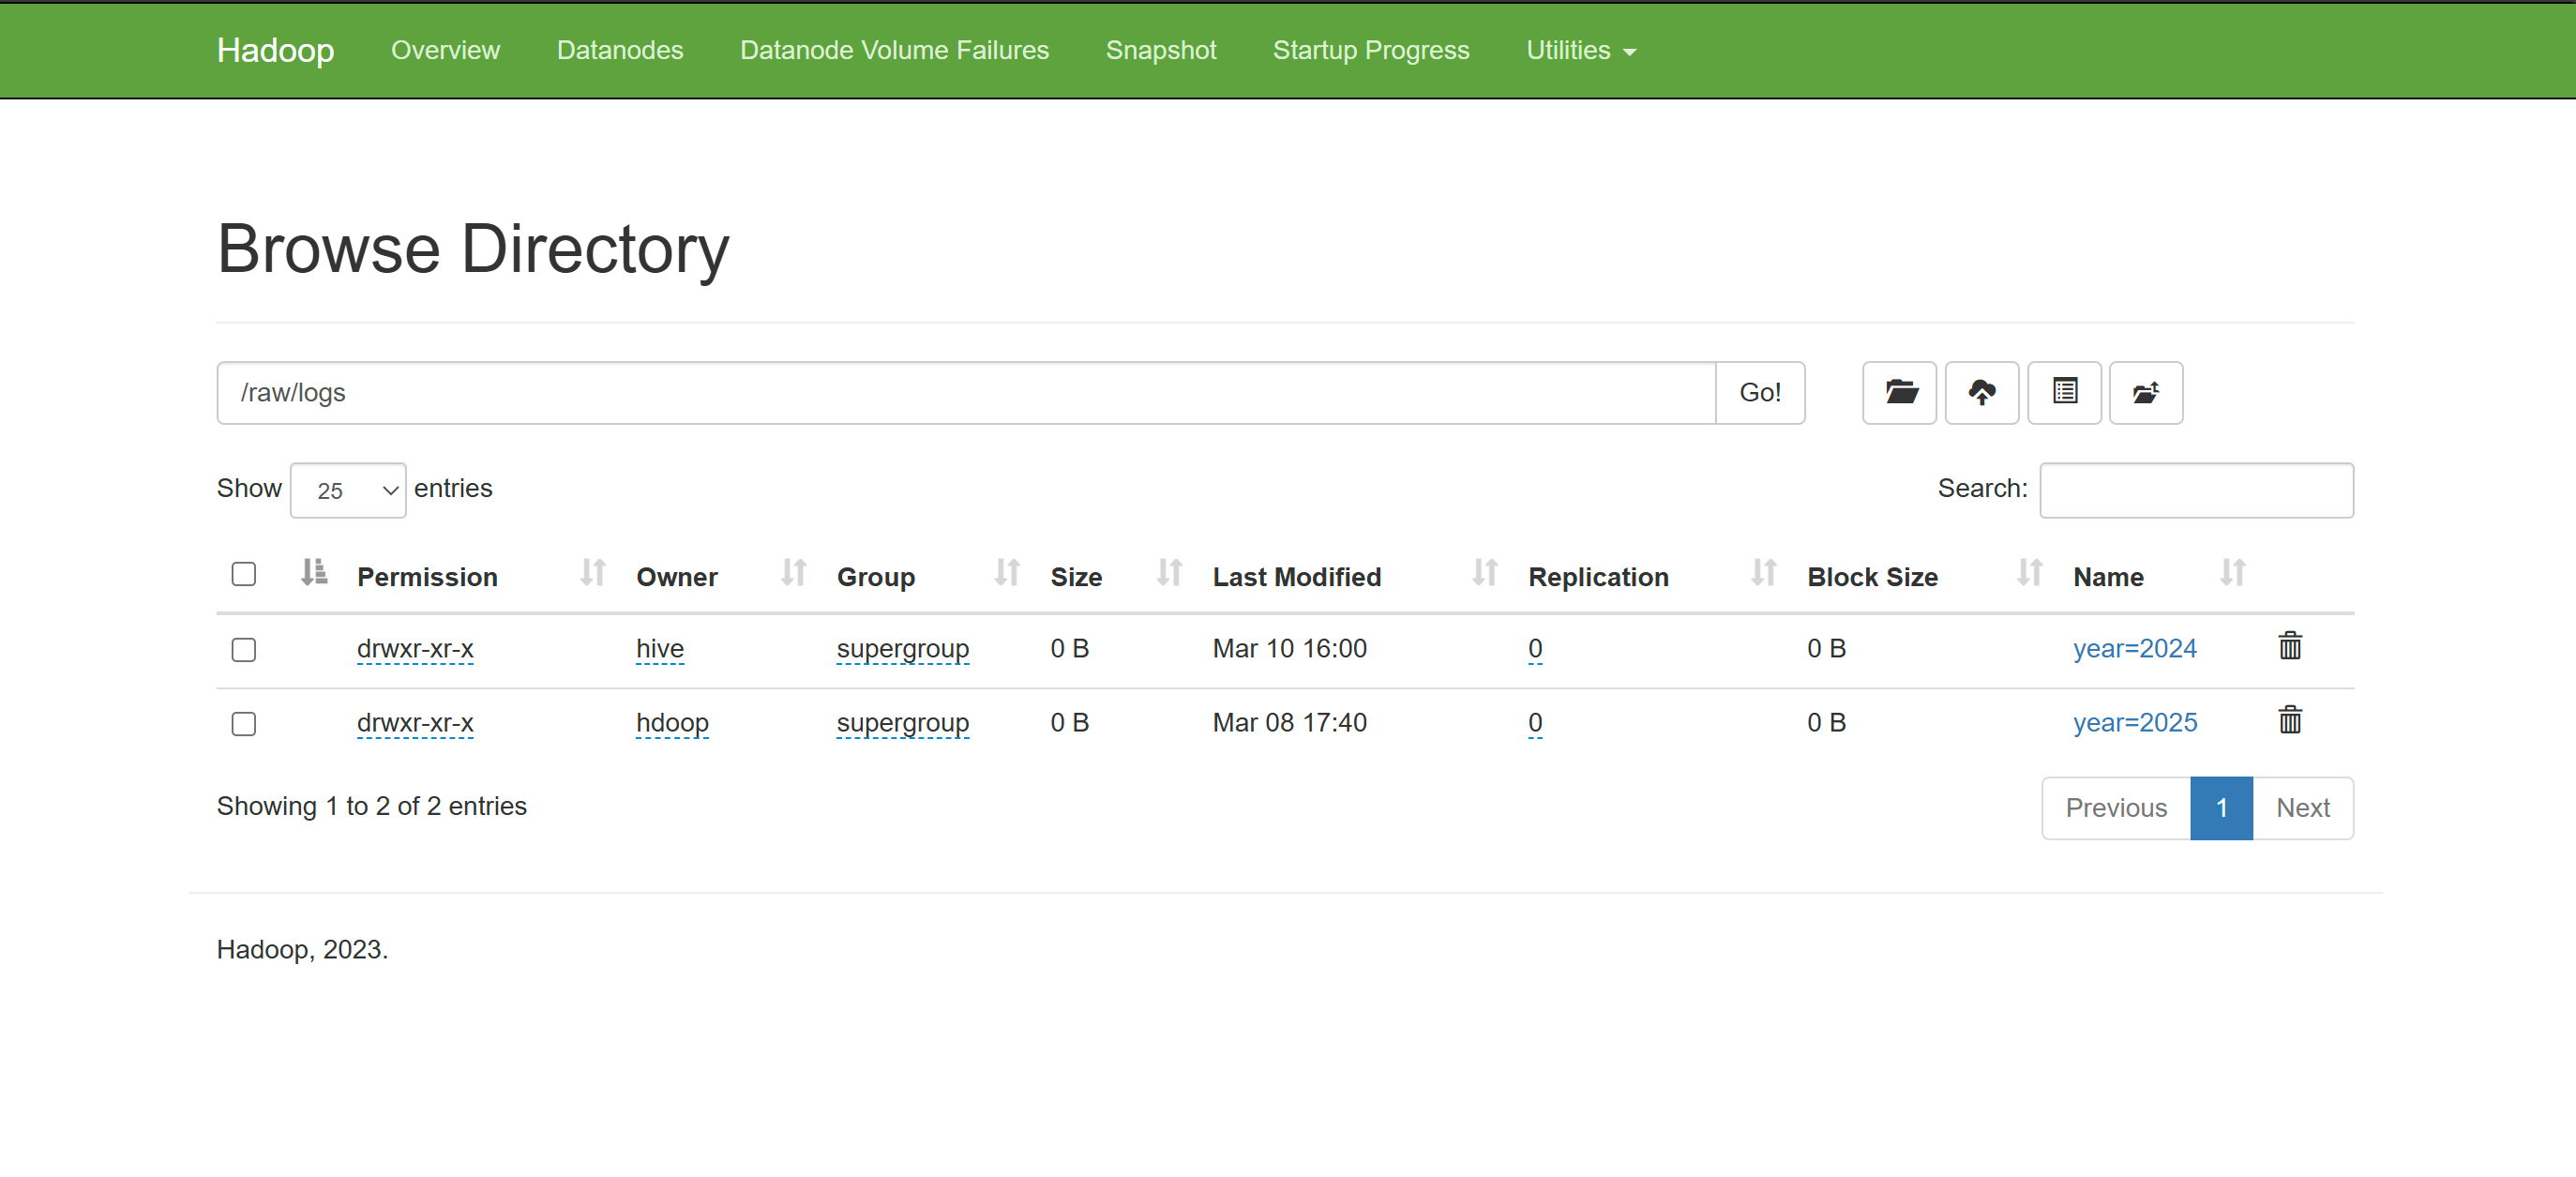 Hadoop Overview Datanodes Datanode Volume Failures Snapshot Startup Progress Utilities
Browse Directory
/raw/logs Go!
Show 25 entries Search:
Permission Owner Group Size Last Modified Replication Block Size Name
drwxr-xr-x hive supergroup 0 B Mar 10 16:00 0 0 B year=2024
drwxr-xr-x hdoop supergroup 0 B Mar 08 17:40 0 0 B year=2025
Showing 1 to 2 of 2 entries Previous 1 Next
Hadoop, 2023.